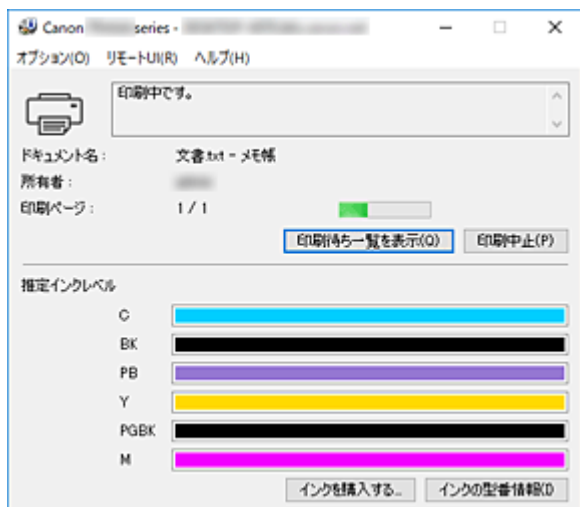 Canon series -
オプション(O) リモートUI(R) ヘルプ(H)
印刷中です。
ドキュメント名： 文書.txt - メモ帳
所有者：
印刷ページ： 1 / 1
印刷待ち一覧を表示(Q) 印刷中止(P)
推定インクレベル
C
BK
PB
Y
PGBK
M
インクを購入する... インクの型番情報(I)